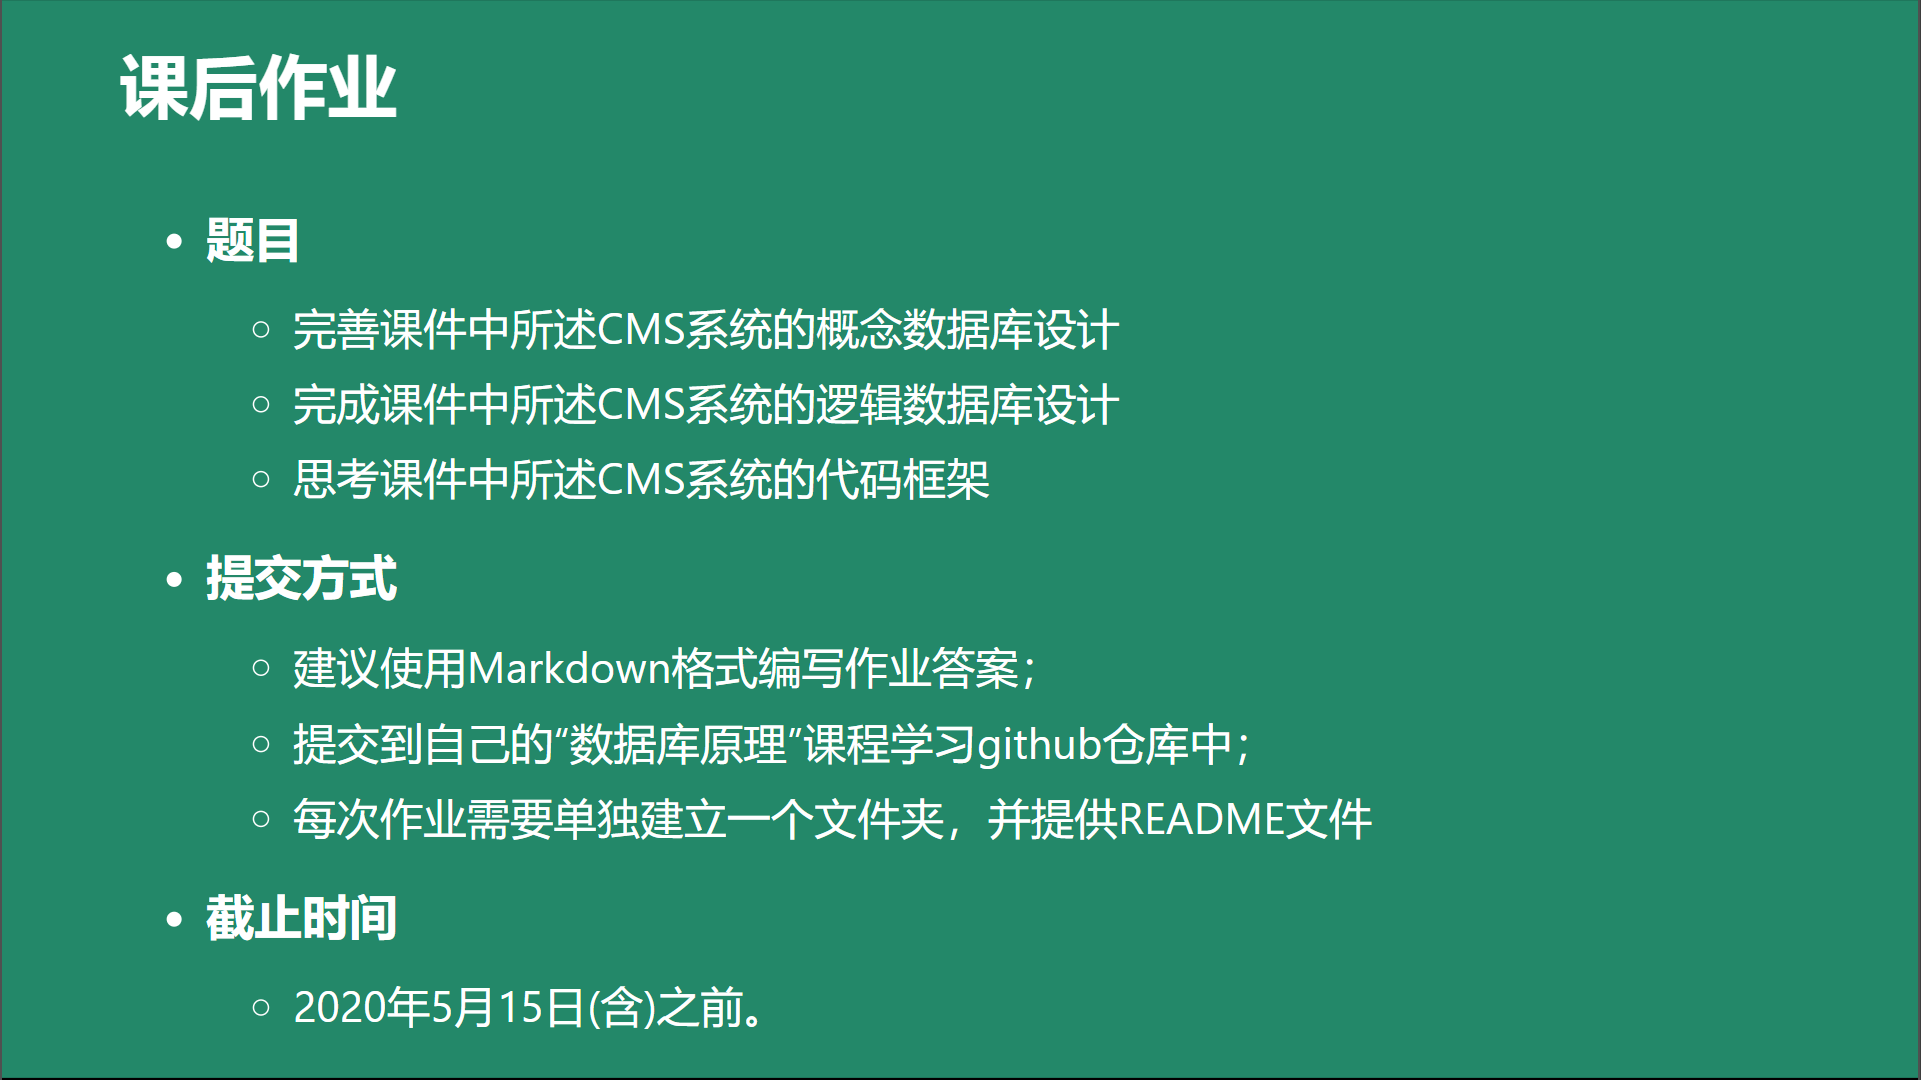 课后作业
• 题目
○ 完善课件中所述CMS系统的概念数据库设计
○ 完成课件中所述CMS系统的逻辑数据库设计
○ 思考课件中所述CMS系统的代码框架
• 提交方式
○ 建议使用Markdown格式编写作业答案；
○ 提交到自己的“数据库原理”课程学习github仓库中；
○ 每次作业需要单独建立一个文件夹，并提供README文件
• 截止时间
○ 2020年5月15日(含)之前。